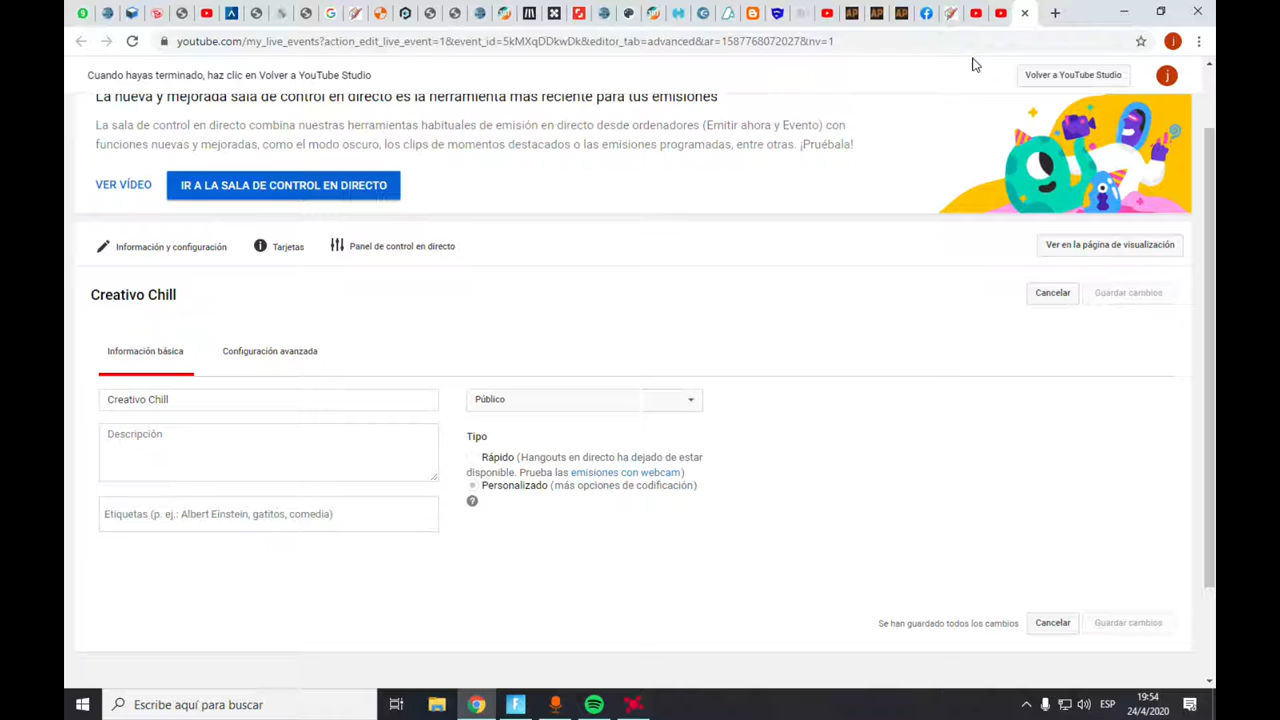 youtube.com/my_live_events?action_edit_live_event=1&event_id=5kMXqDDkwDk&editor_tab=advanced&ar=1587768072027&nv=1
j
Cuando hayas terminado, haz clic en Volver a YouTube Studio
Volver a YouTube Studio
j
La nueva y mejorada sala de control en directo es la herramienta más reciente para tus emisiones
La sala de control en directo combina nuestras herramientas habituales de emisión en directo desde ordenadores (Emitir ahora y Evento) con
funciones nuevas y mejoradas, como el modo oscuro, los clips de momentos destacados o las emisiones programadas, entre otras. ¡Pruébala!
VER VÍDEO
IR A LA SALA DE CONTROL EN DIRECTO
Información y configuración
Tarjetas
Panel de control en directo
Ver en la página de visualización
Creativo Chill
Cancelar
Guardar cambios
Información básica
Configuración avanzada
Creativo Chill
Público
Descripción
Tipo
Rápido (Hangouts en directo ha dejado de estar
disponible. Prueba las emisiones con webcam)
Personalizado (más opciones de codificación)
?
Etiquetas (p. ej.: Albert Einstein, gatitos, comedia)
Se han guardado todos los cambios
Cancelar
Guardar cambios
Escribe aquí para buscar
ESP
19:54
24/4/2020